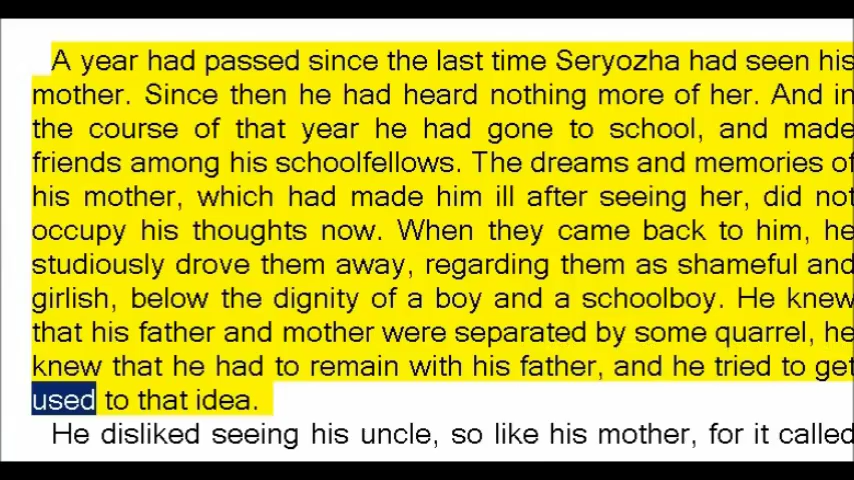 A year had passed since the last time Seryozha had seen his
mother. Since then he had heard nothing more of her. And in
the course of that year he had gone to school, and made
friends among his schoolfellows. The dreams and memories of
his mother, which had made him ill after seeing her, did not
occupy his thoughts now. When they came back to him, he
studiously drove them away, regarding them as shameful and
girlish, below the dignity of a boy and a schoolboy. He knew
that his father and mother were separated by some quarrel, he
knew that he had to remain with his father, and he tried to get
used to that idea.
He disliked seeing his uncle, so like his mother, for it called